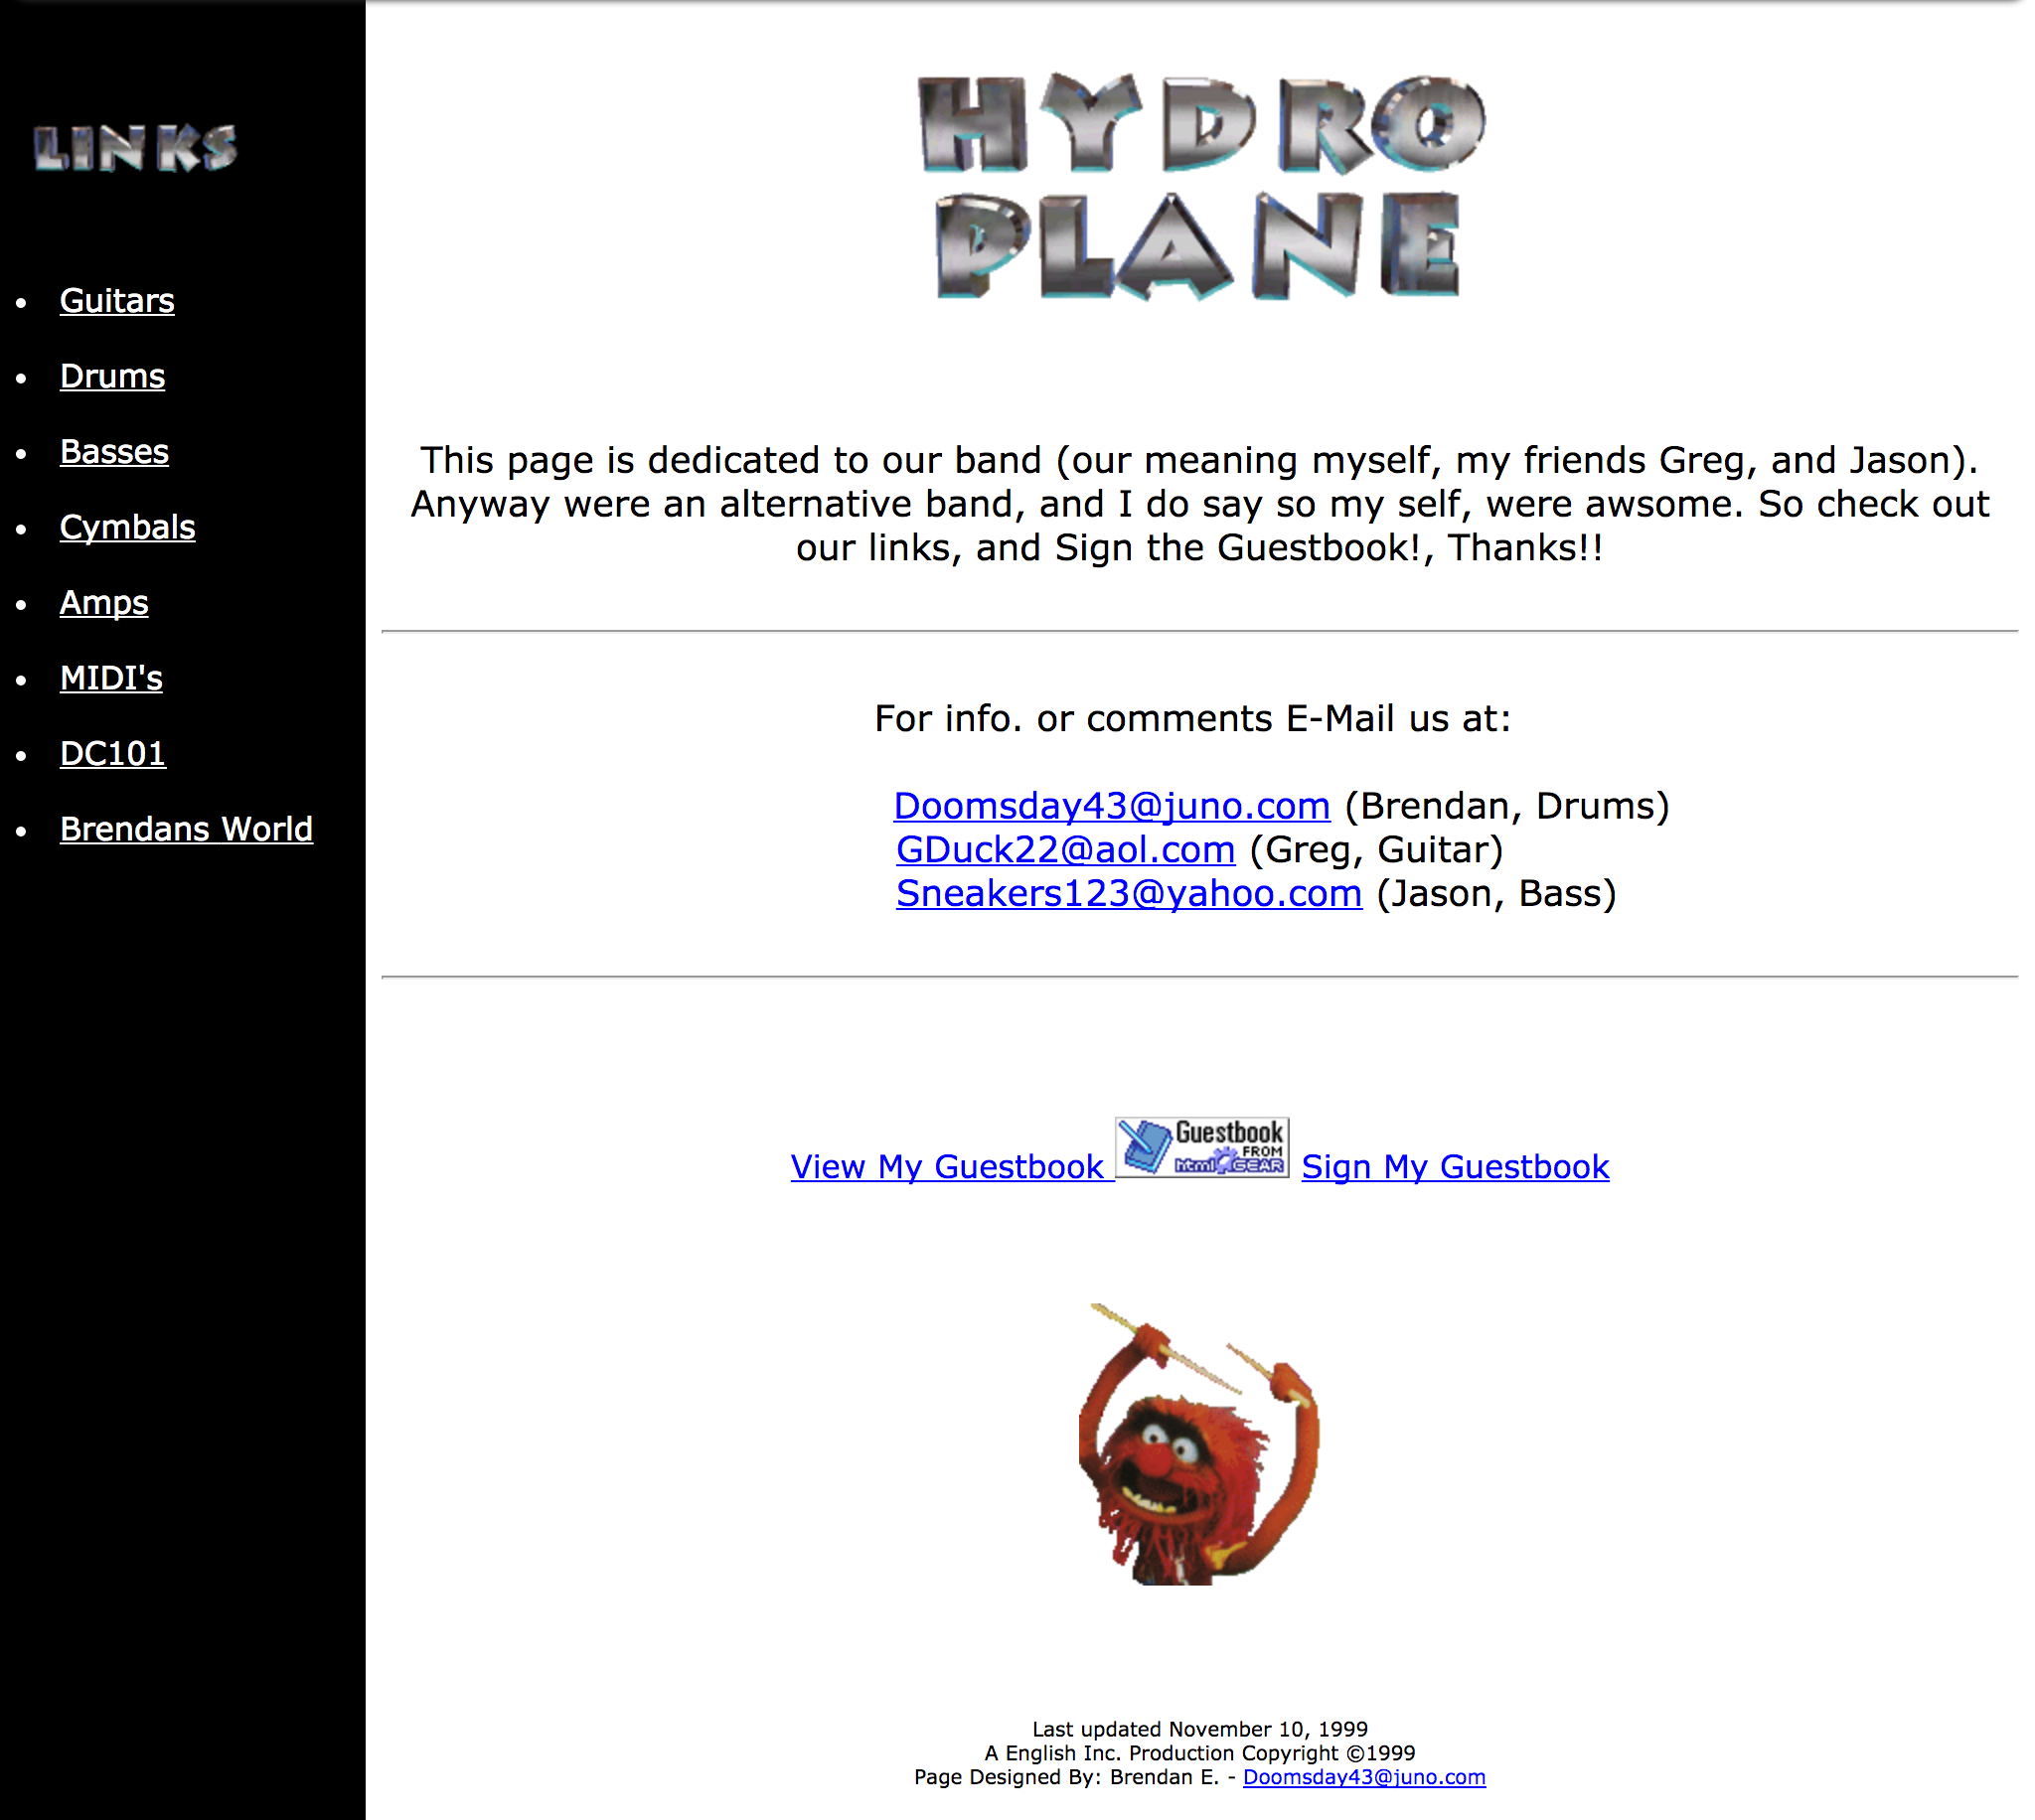 LINKS
Guitars
Drums
Basses
Cymbals
Amps
MIDI's
DC101
Brendans World
HYDRO
PLANE
This page is dedicated to our band (our meaning myself, my friends Greg, and Jason).
Anyway were an alternative band, and I do say so my self, were awsome. So check out
our links, and Sign the Guestbook!, Thanks!!
For info. or comments E-Mail us at:
Doomsday43@juno.com (Brendan, Drums)
GDuck22@aol.com (Greg, Guitar)
Sneakers123@yahoo.com (Jason, Bass)
View My Guestbook Guestbook FROM html GEAR Sign My Guestbook
Last updated November 10, 1999
A English Inc. Production Copyright ©1999
Page Designed By: Brendan E. - Doomsday43@juno.com